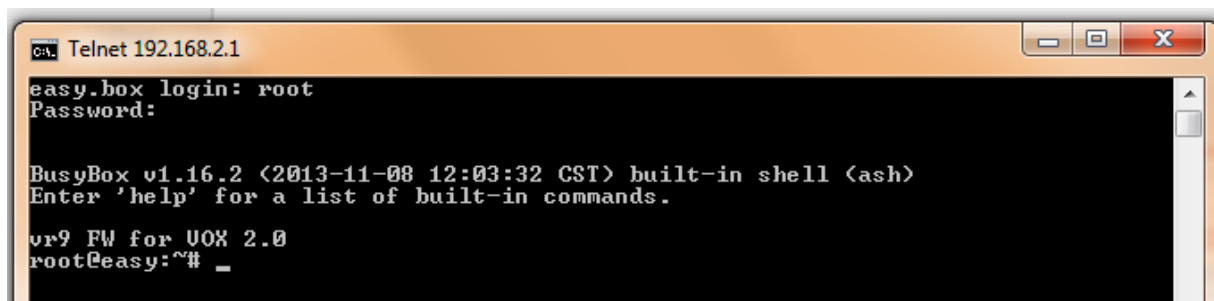 Telnet 192.168.2.1
easy.box login: root
Password:
BusyBox v1.16.2 (2013-11-08 12:03:32 CST) built-in shell (ash)
Enter 'help' for a list of built-in commands.
vr9 FW for VOX 2.0
root@easy:~# _